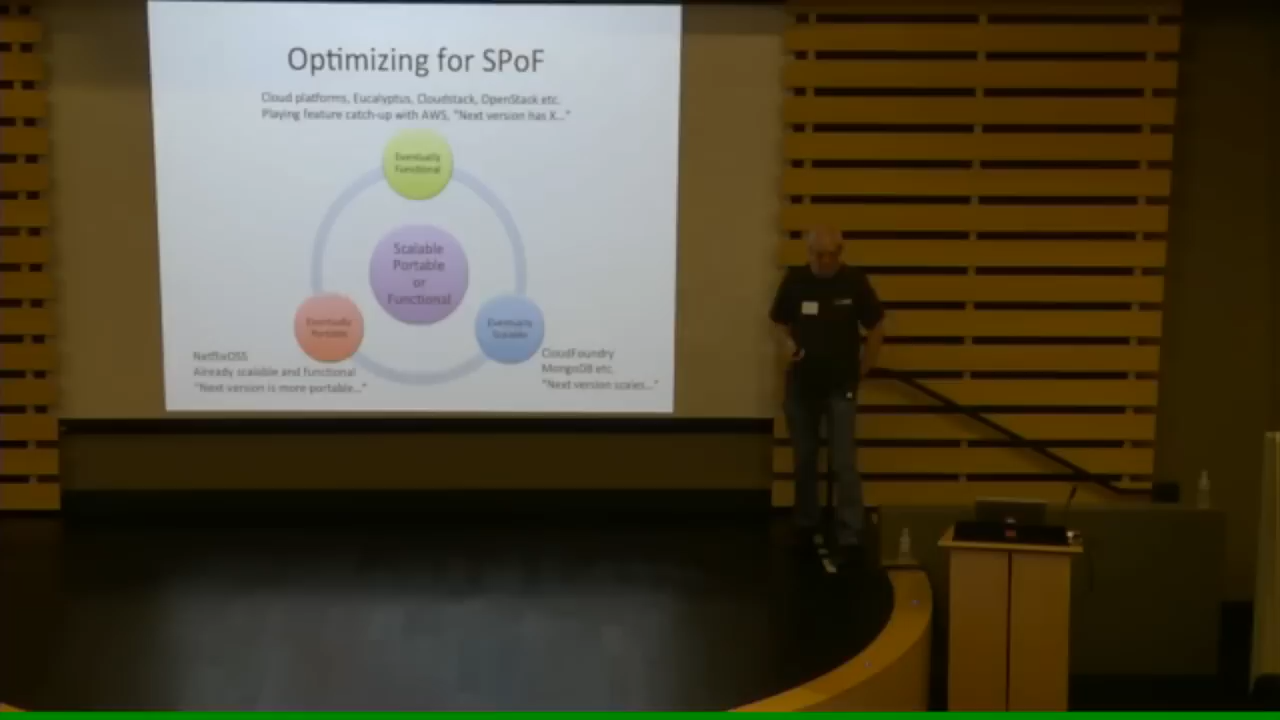 Optimizing for SPoF
Cloud platforms, Eucalyptus, Cloudstack, OpenStack etc.
Playing feature catch-up with AWS, "Next version has X..."
Eventually
Functional
Scalable
Portable
or
Functional
Eventually
Portable
Eventually
Scalable
NetflixOSS
Already scalable and functional
"Next version is more portable..."
CloudFoundry
MongoDB etc.
"Next version scales..."